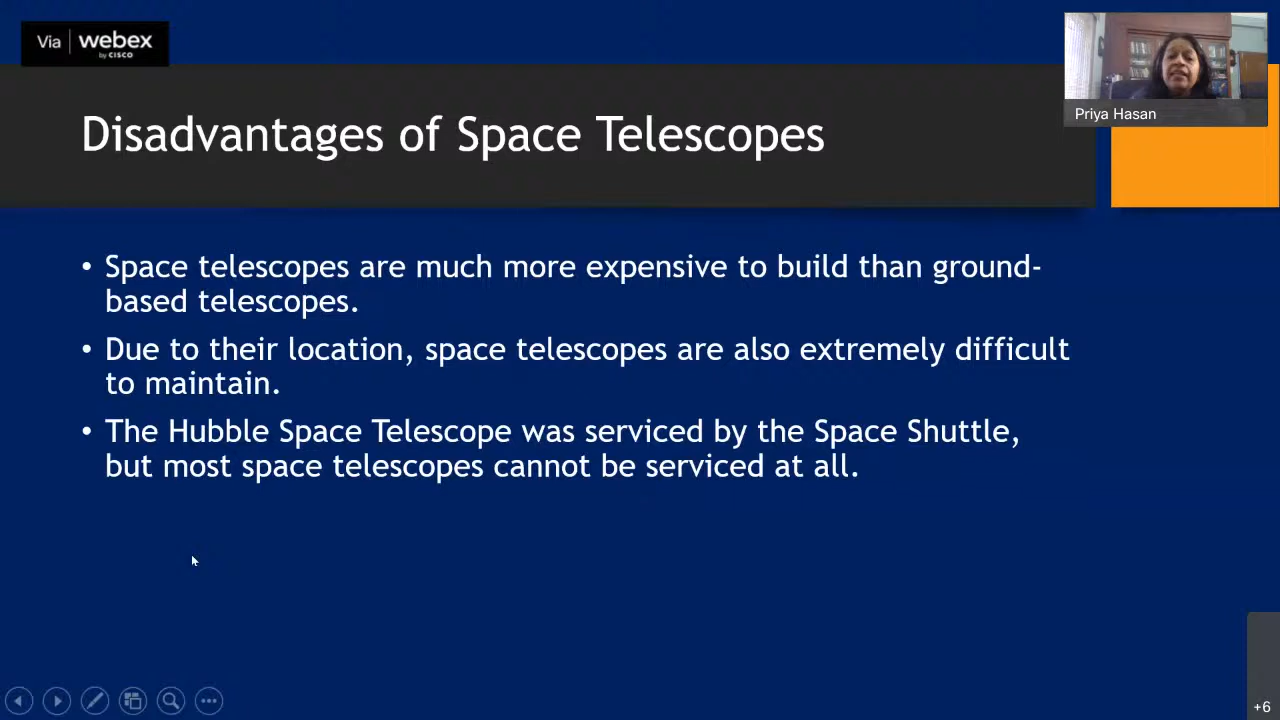 Via webex
by CISCO
Priya Hasan
Disadvantages of Space Telescopes
• Space telescopes are much more expensive to build than ground-
based telescopes.
• Due to their location, space telescopes are also extremely difficult
to maintain.
• The Hubble Space Telescope was serviced by the Space Shuttle,
but most space telescopes cannot be serviced at all.
+6